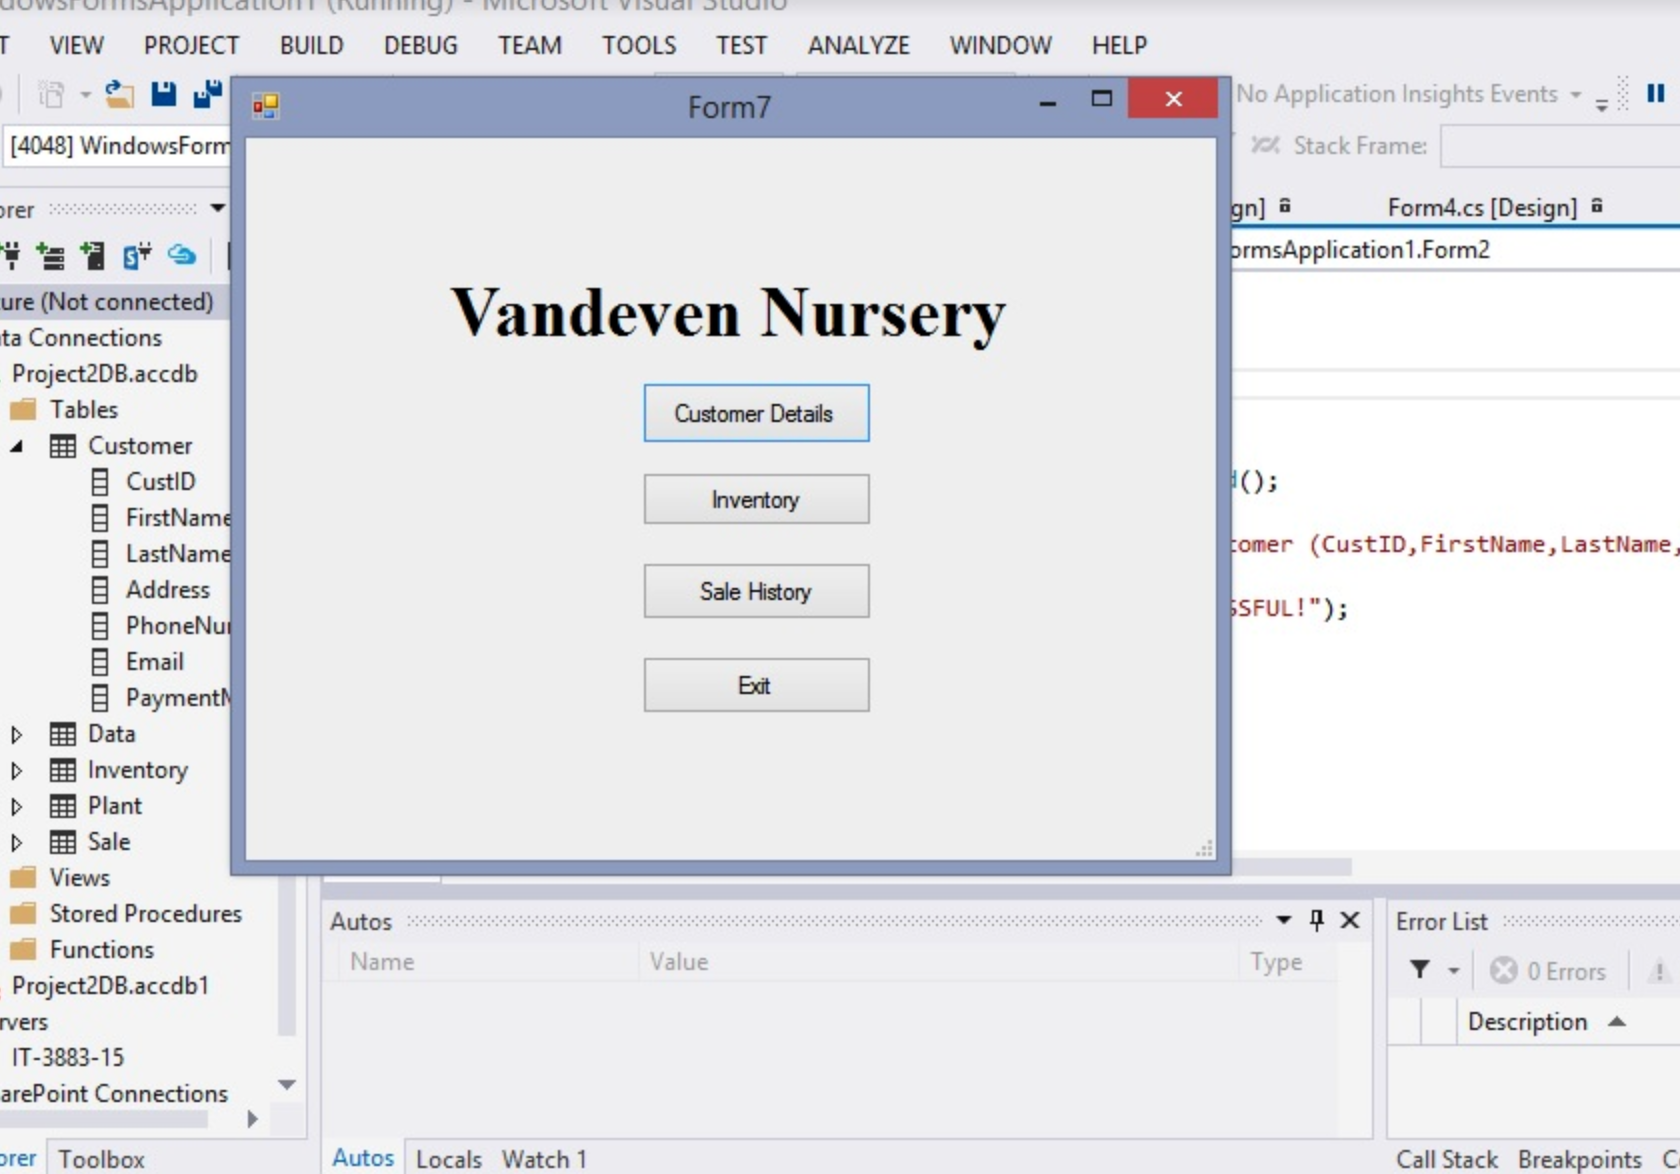 dowsFormsApplication1 (Running) - Microsoft Visual Studio
T VIEW PROJECT BUILD DEBUG TEAM TOOLS TEST ANALYZE WINDOW HELP
No Application Insights Events
[4048] WindowsForm
Stack Frame:
Form7
orer
gn]
Form4.cs [Design]
ormsApplication1.Form2
ure (Not connected)
ta Connections
Project2DB.accdb
Tables
Customer
CustID
FirstName
LastName
Address
PhoneNu
Email
PaymentM
Data
Inventory
Plant
Sale
Views
Stored Procedures
Functions
Project2DB.accdb1
rvers
IT-3883-15
arePoint Connections
orer Toolbox
Vandeven Nursery
Customer Details
Inventory
Sale History
Exit
d();
tomer (CustID,FirstName,LastName,
SSFUL!");
Autos
Name Value Type
Autos Locals Watch 1
Error List
0 Errors
Description
Call Stack Breakpoints C